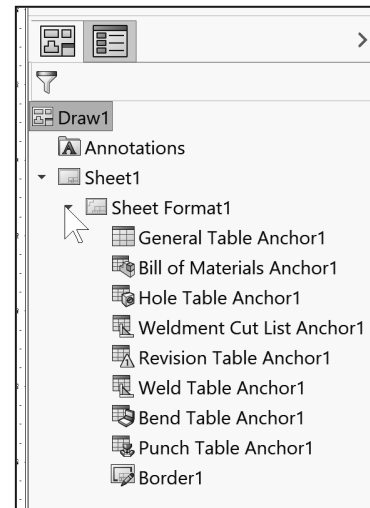 Draw1
Annotations
Sheet1
Sheet Format1
General Table Anchor1
Bill of Materials Anchor1
Hole Table Anchor1
Weldment Cut List Anchor1
Revision Table Anchor1
Weld Table Anchor1
Bend Table Anchor1
Punch Table Anchor1
Border1